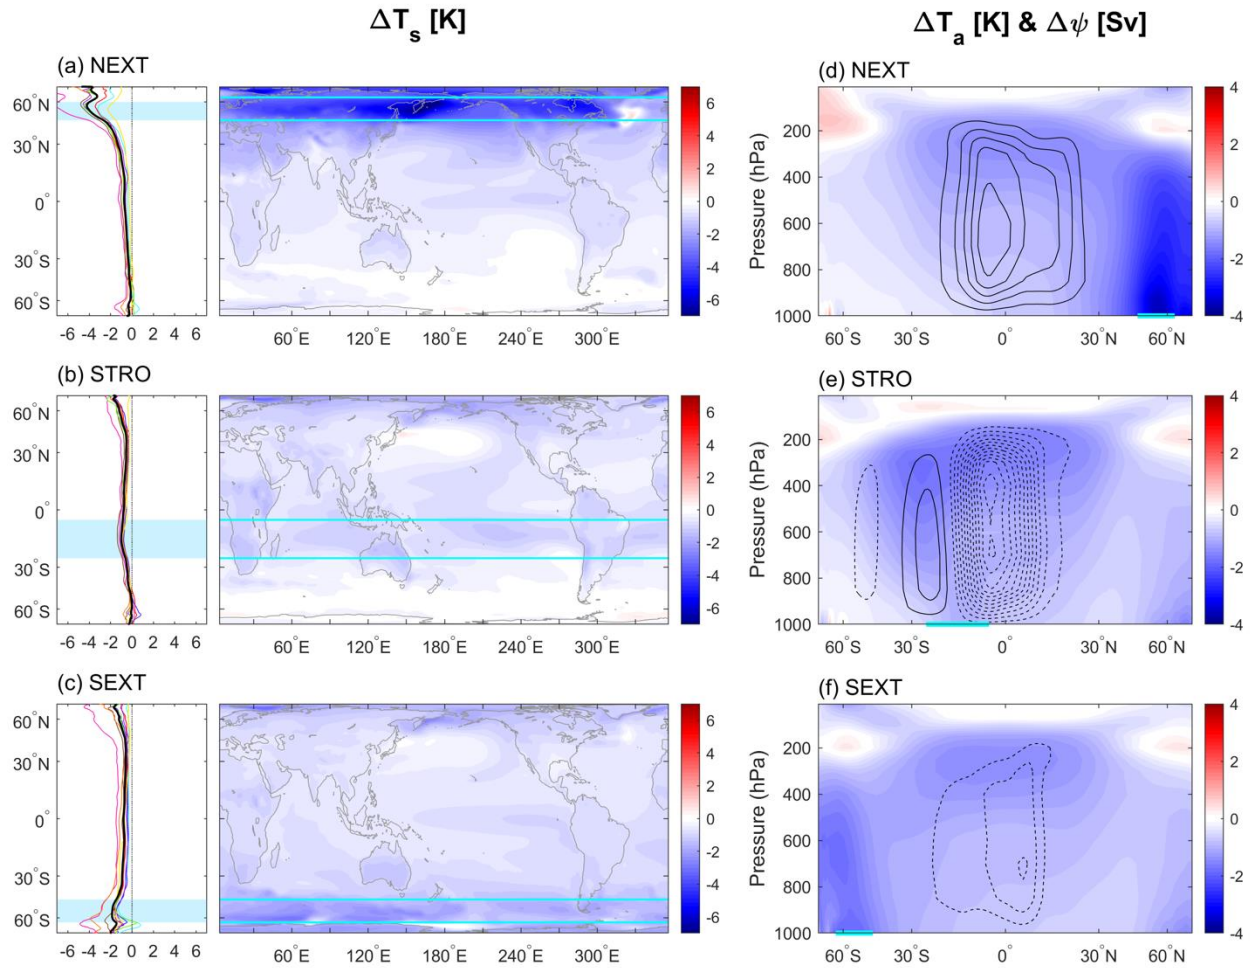 ΔT_s [K]
ΔT_a [K] & Δψ [Sv]
(a) NEXT
60°N
30°N
0°
30°S
60°S
-6 -4 -2 0 2 4 6
60°E 120°E 180°E 240°E 300°E
6
4
2
0
-2
-4
-6
(d) NEXT
Pressure (hPa)
200
400
600
800
1000
60°S 30°S 0° 30°N 60°N
4
2
0
-2
-4
(b) STRO
60°N
30°N
0°
30°S
60°S
-6 -4 -2 0 2 4 6
60°E 120°E 180°E 240°E 300°E
6
4
2
0
-2
-4
-6
(e) STRO
Pressure (hPa)
200
400
600
800
1000
60°S 30°S 0° 30°N 60°N
4
2
0
-2
-4
(c) SEXT
60°N
30°N
0°
30°S
60°S
-6 -4 -2 0 2 4 6
60°E 120°E 180°E 240°E 300°E
6
4
2
0
-2
-4
-6
(f) SEXT
Pressure (hPa)
200
400
600
800
1000
60°S 30°S 0° 30°N 60°N
4
2
0
-2
-4